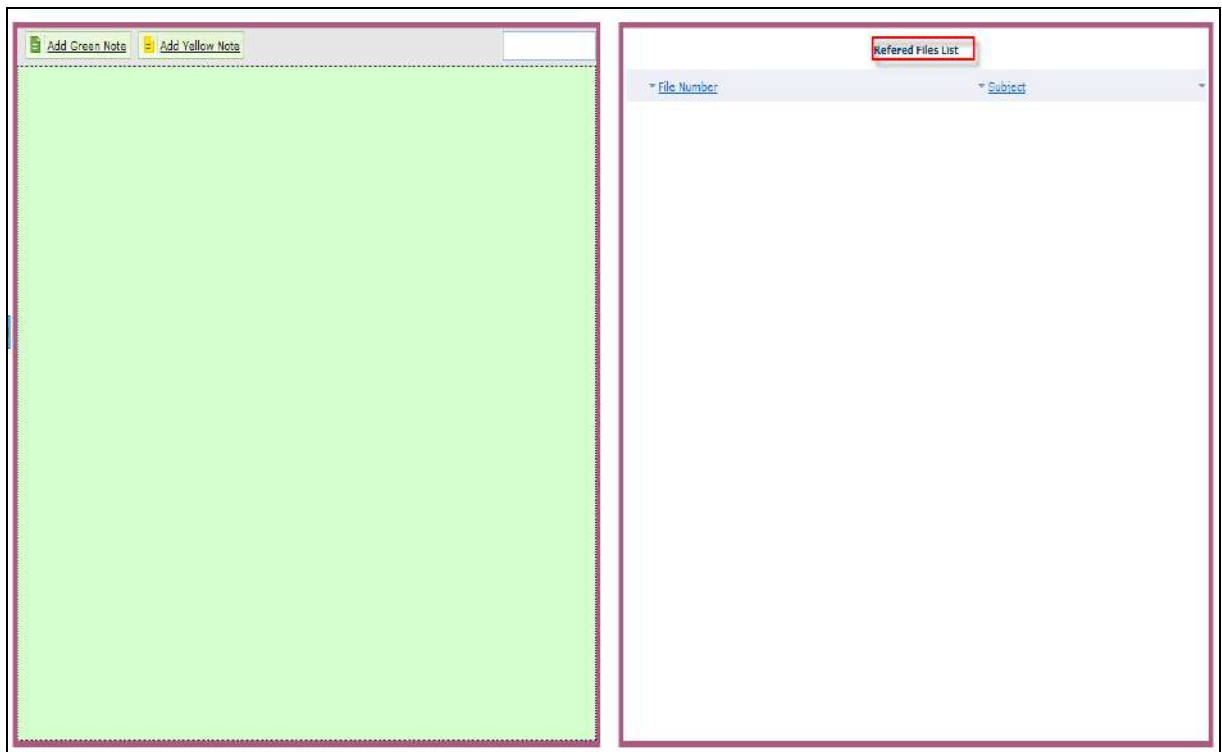 Add Green Note Add Yellow Note
Refered Files List
File Number Subject